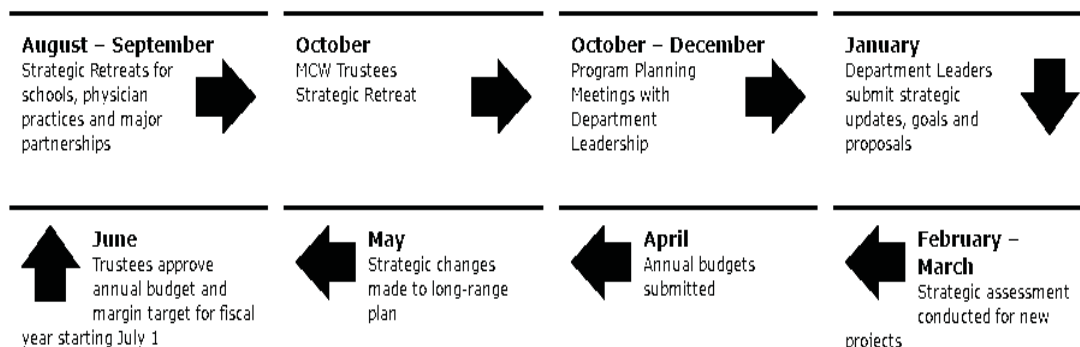 August – September
Strategic Retreats for
schools, physician
practices and major
partnerships
October
MCW Trustees
Strategic Retreat
October – December
Program Planning
Meetings with
Department
Leadership
January
Department Leaders
submit strategic
updates, goals and
proposals
June
Trustees approve
annual budget and
margin target for fiscal
year starting July 1
May
Strategic changes
made to long-range
plan
April
Annual budgets
submitted
February –
March
Strategic assessment
conducted for new
projects